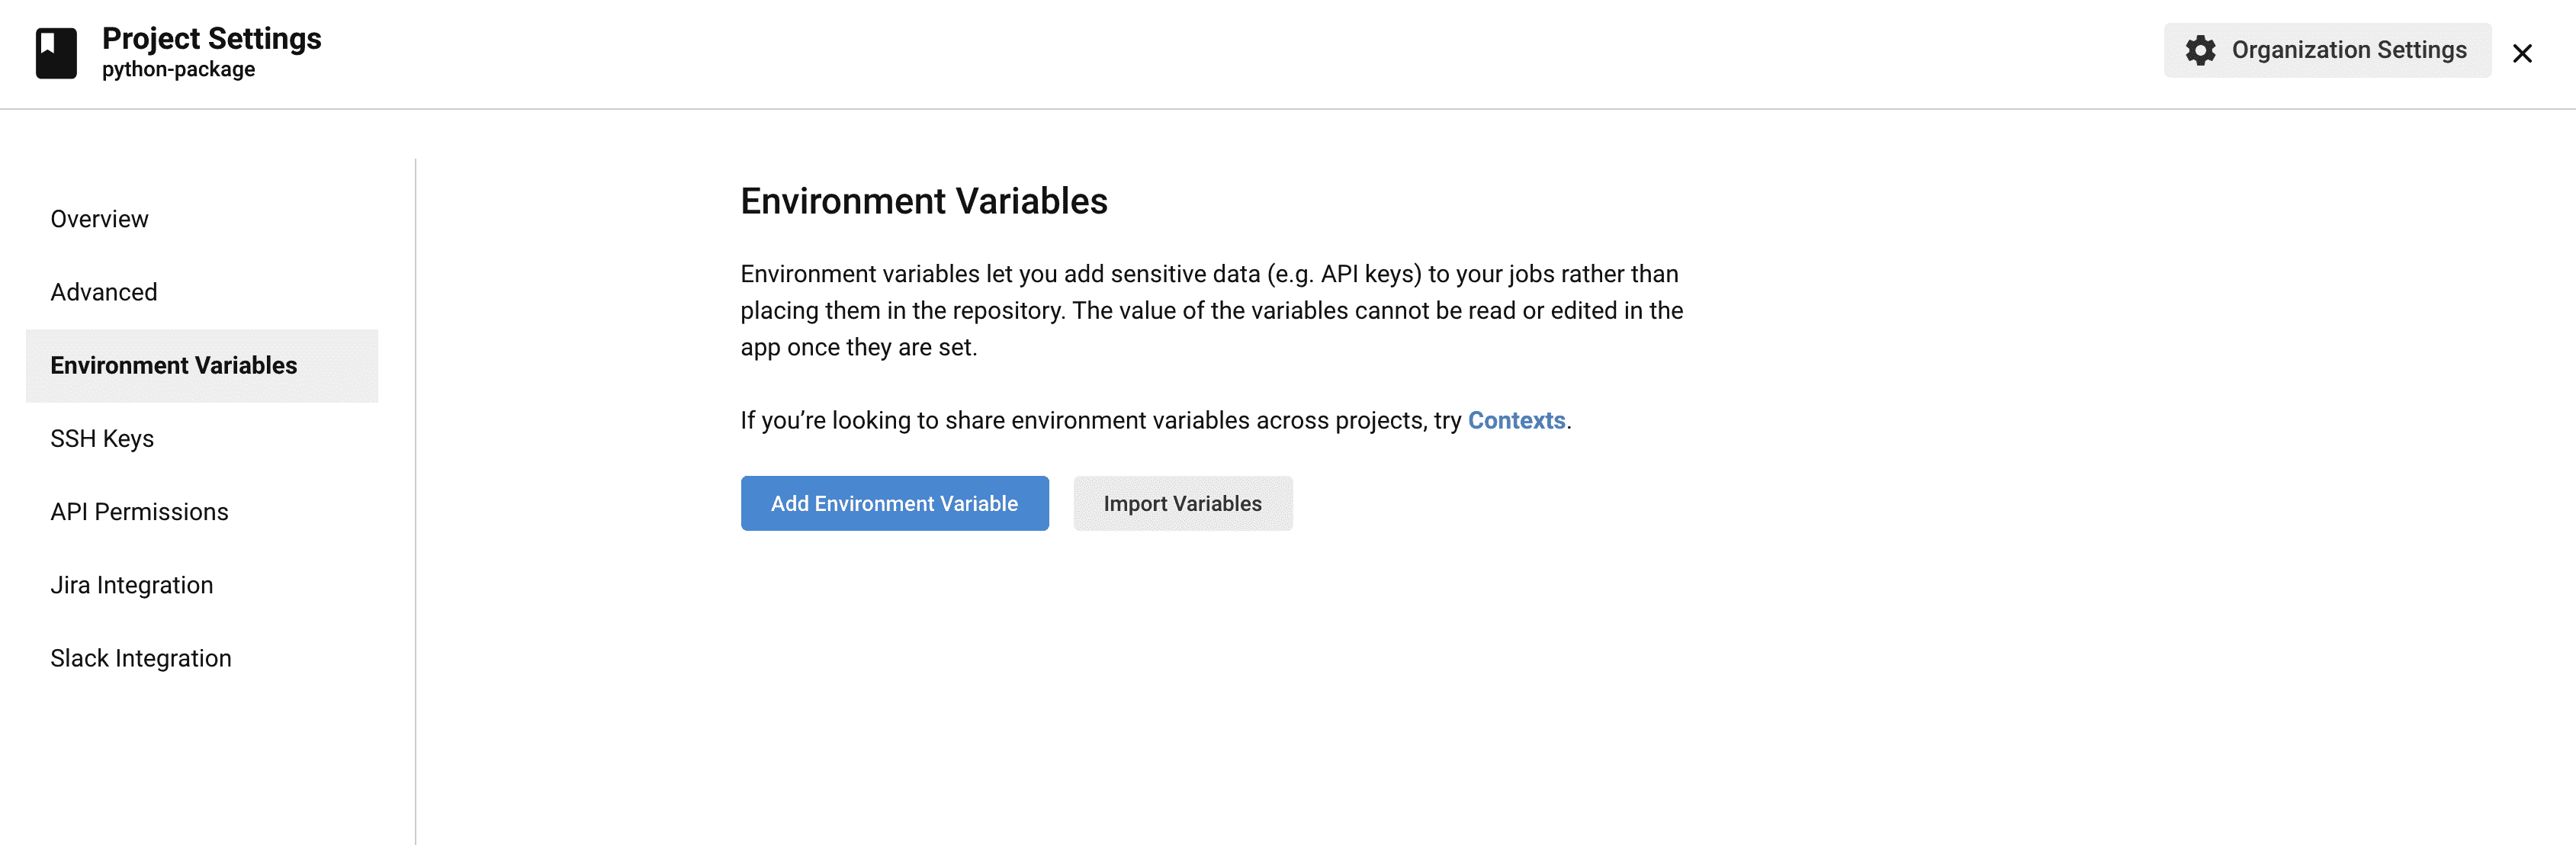 Project Settings
python-package
Organization Settings
Overview
Advanced
Environment Variables
SSH Keys
API Permissions
Jira Integration
Slack Integration
Environment Variables
Environment variables let you add sensitive data (e.g. API keys) to your jobs rather than
placing them in the repository. The value of the variables cannot be read or edited in the
app once they are set.
If you’re looking to share environment variables across projects, try Contexts.
Add Environment Variable
Import Variables